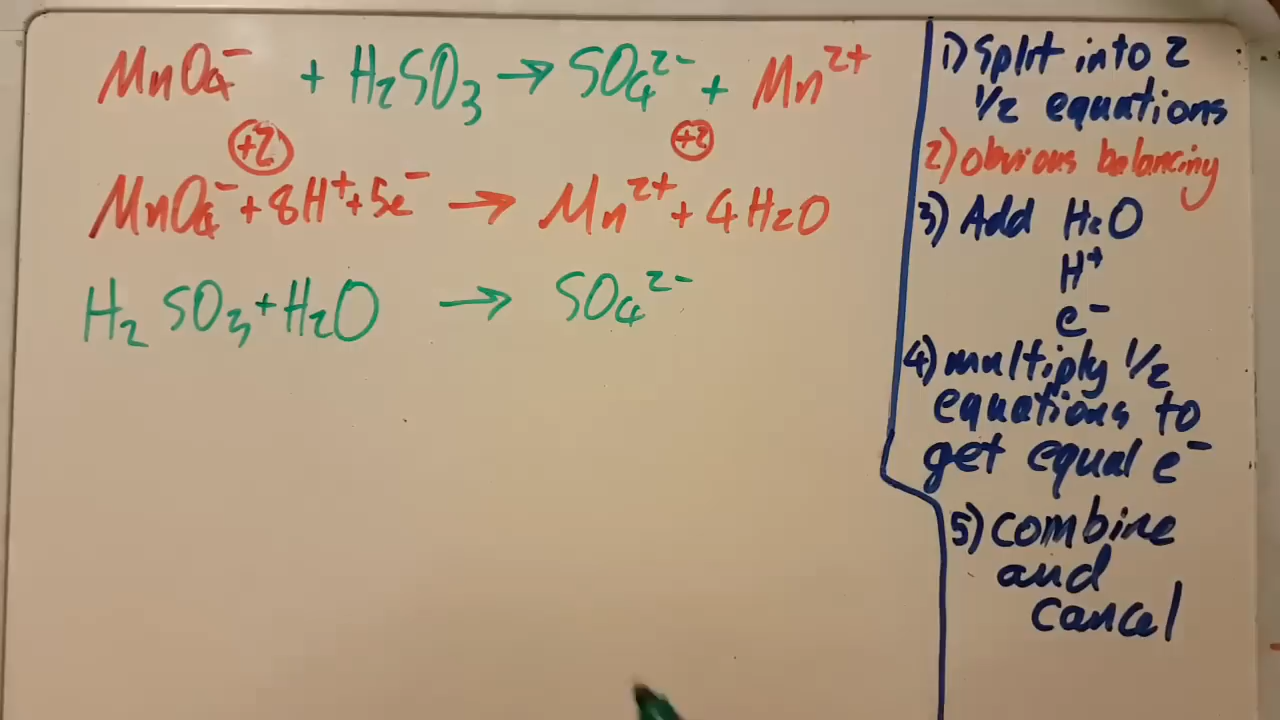 MnO₄⁻ + H₂SO₃ → SO₄²⁻ + Mn²⁺
+2 +2
MnO₄⁻ + 8H⁺ + 5e⁻ → Mn²⁺ + 4H₂O
H₂SO₃ + H₂O → SO₄²⁻
1) Split into 2
1/2 equations
2) obvious balancing
3) Add H₂O
H⁺
e⁻
4) multiply 1/2
equations to
get equal e⁻
5) combine
and
cancel